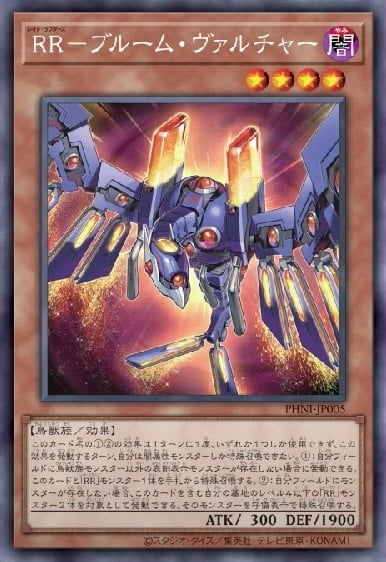 レイド・ラプターズ
RR－ブルーム・ヴァルチャー
やみ
闇
PHNI-JP005
【鳥獣族／効果】
このカード名の①②の効果は１ターンに１度、いずれか１つしか使用できず、この
効果を発動するターン、自分は闇属性モンスターしか特殊召喚できない。①：自分フィ
ールドに鳥獣族モンスター以外の表側表示モンスターが存在しない場合に発動できる。
このカードと「RR」モンスター１体を手札から特殊召喚する。②：自分フィールドにモ
ンスターが存在しない場合、このカードを含む自分の墓地のレベル４以下の「RR」モン
スター２体を対象として発動できる。そのモンスターを守備表示で特殊召喚する。
ATK/ 300 DEF/1900
©スタジオ・ダイス／集英社・テレビ東京・KONAMI